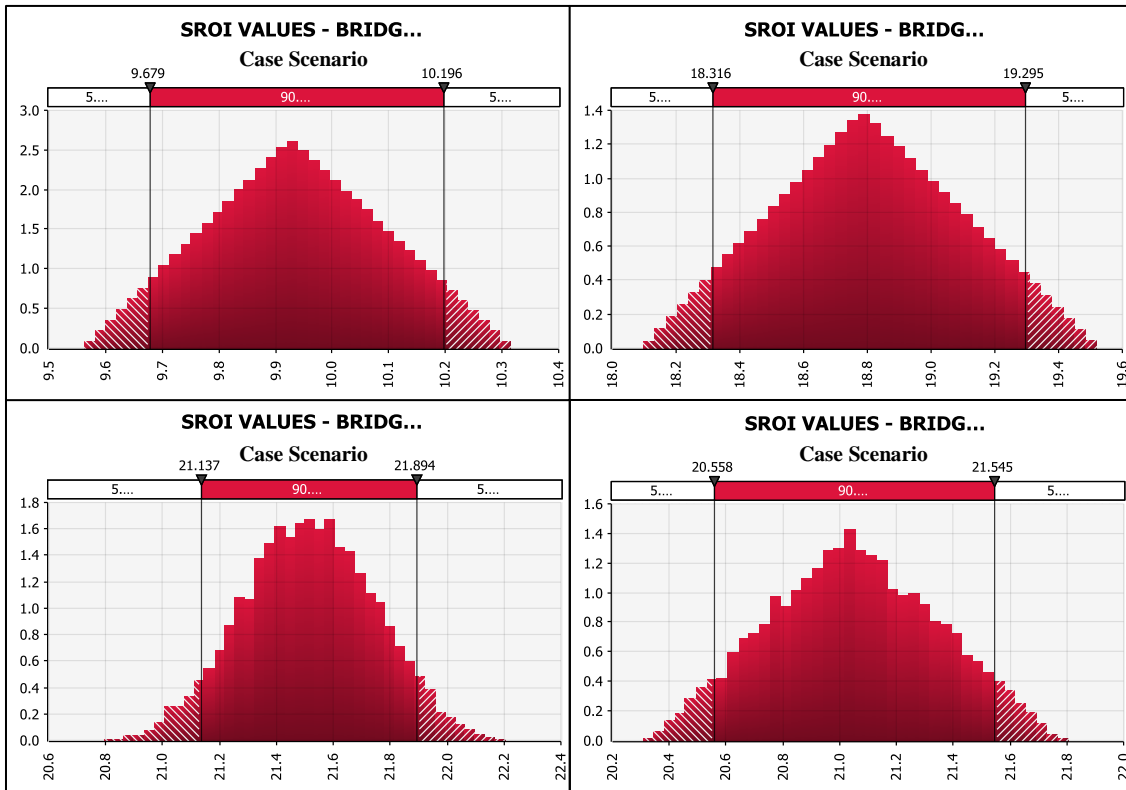 SROI VALUES - BRIDG...
Case Scenario
9.679 10.196
5.... 90.... 5....
3.0
2.5
2.0
1.5
1.0
0.5
0.0
9.5 9.6 9.7 9.8 9.9 10.0 10.1 10.2 10.3 10.4
SROI VALUES - BRIDG...
Case Scenario
18.316 19.295
5.... 90.... 5....
1.4
1.2
1.0
0.8
0.6
0.4
0.2
0.0
18.0 18.2 18.4 18.6 18.8 19.0 19.2 19.4 19.6
SROI VALUES - BRIDG...
Case Scenario
21.137 21.894
5.... 90.... 5....
1.8
1.6
1.4
1.2
1.0
0.8
0.6
0.4
0.2
0.0
20.6 20.8 21.0 21.2 21.4 21.6 21.8 22.0 22.2 22.4
SROI VALUES - BRIDG...
Case Scenario
20.558 21.545
5.... 90.... 5....
1.6
1.4
1.2
1.0
0.8
0.6
0.4
0.2
0.0
20.2 20.4 20.6 20.8 21.0 21.2 21.4 21.6 21.8 22.0